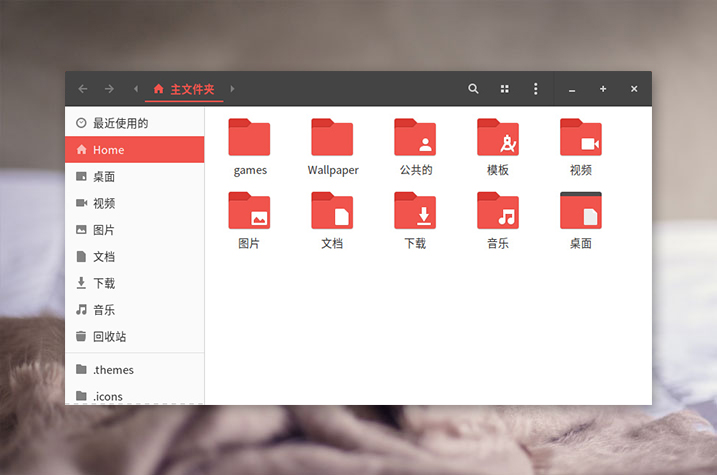 主文件夹
最近使用的
Home
桌面
视频
图片
文档
下载
音乐
回收站
.themes
.icons
games
Wallpaper
公共的
模板
视频
图片
文档
下载
音乐
桌面